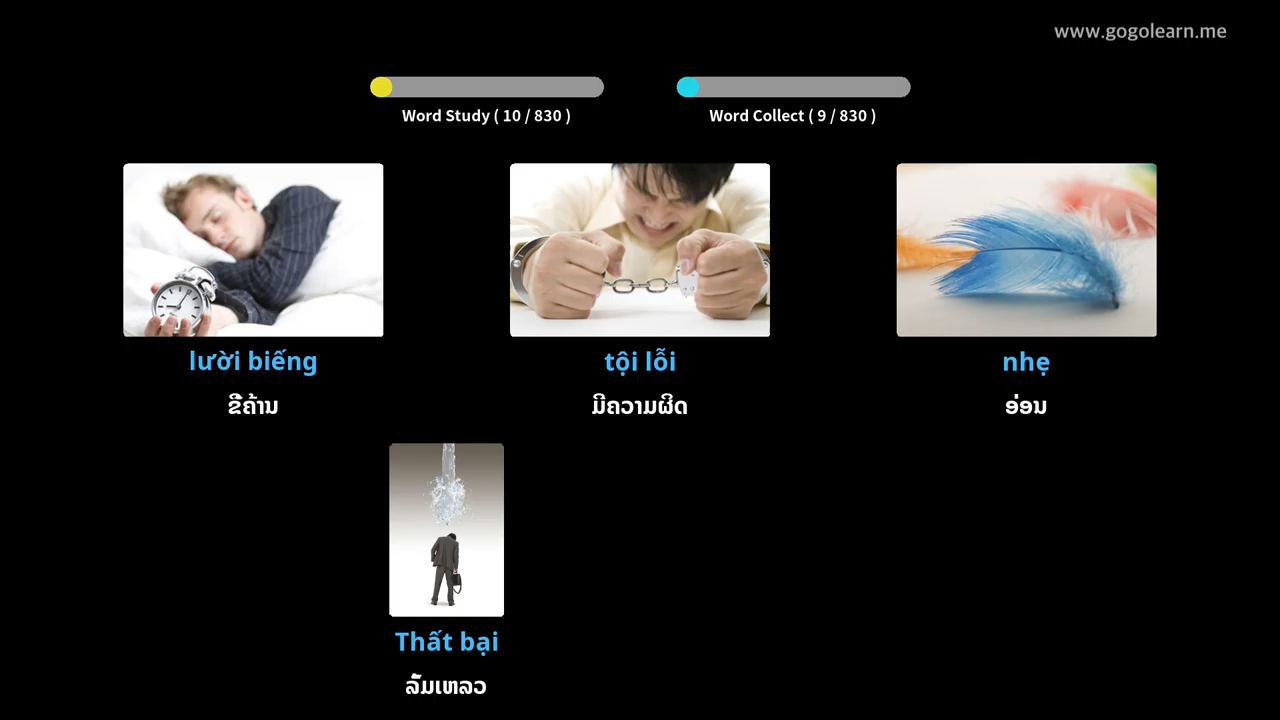 www.gogolearn.me
Word Study ( 10 / 830 )
Word Collect ( 9 / 830 )
lười biếng
ຂີ້ຄ້ານ
tội lỗi
ມີຄວາມຜິດ
nhẹ
ອ່ອນ
Thất bại
ລົ້ມເຫລວ